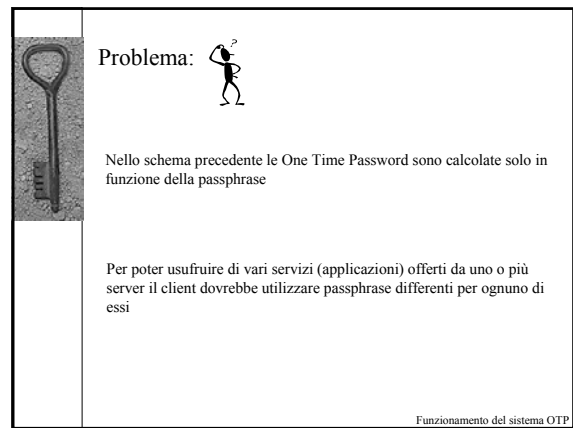 Problema:
?
Nello schema precedente le One Time Password sono calcolate solo in
funzione della passphrase
Per poter usufruire di vari servizi (applicazioni) offerti da uno o più
server il client dovrebbe utilizzare passphrase differenti per ognuno di
essi
Funzionamento del sistema OTP